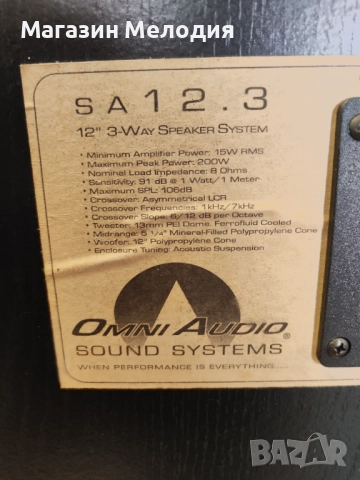 Магазин Мелодия
SA 12.3
12" 3-Way Speaker System
• Minimum Amplifier Power: 15W RMS
• Maximum Peak Power: 200W
• Nominal Load Impedance: 8 Ohms
• Sensitivity: 91 dB @ 1 Watt/1 Meter
• Maximum SPL: 106dB
• Crossover: Asymmetrical LCR
• Crossover Frequencies: 1kHz/7kHz
• Crossover Slope: 6/12 dB per Octave
• Tweeter: 13mm PEI Dome, Ferrofluid Cooled
• Midrange: 5 1/4" Mineral-Filled Polypropylene Cone
• Woofer: 12" Polypropylene Cone
• Enclosure Tuning: Acoustic Suspension
Omni Audio®
SOUND SYSTEMS
WHEN PERFORMANCE IS EVERYTHING....
BAZAR
bg